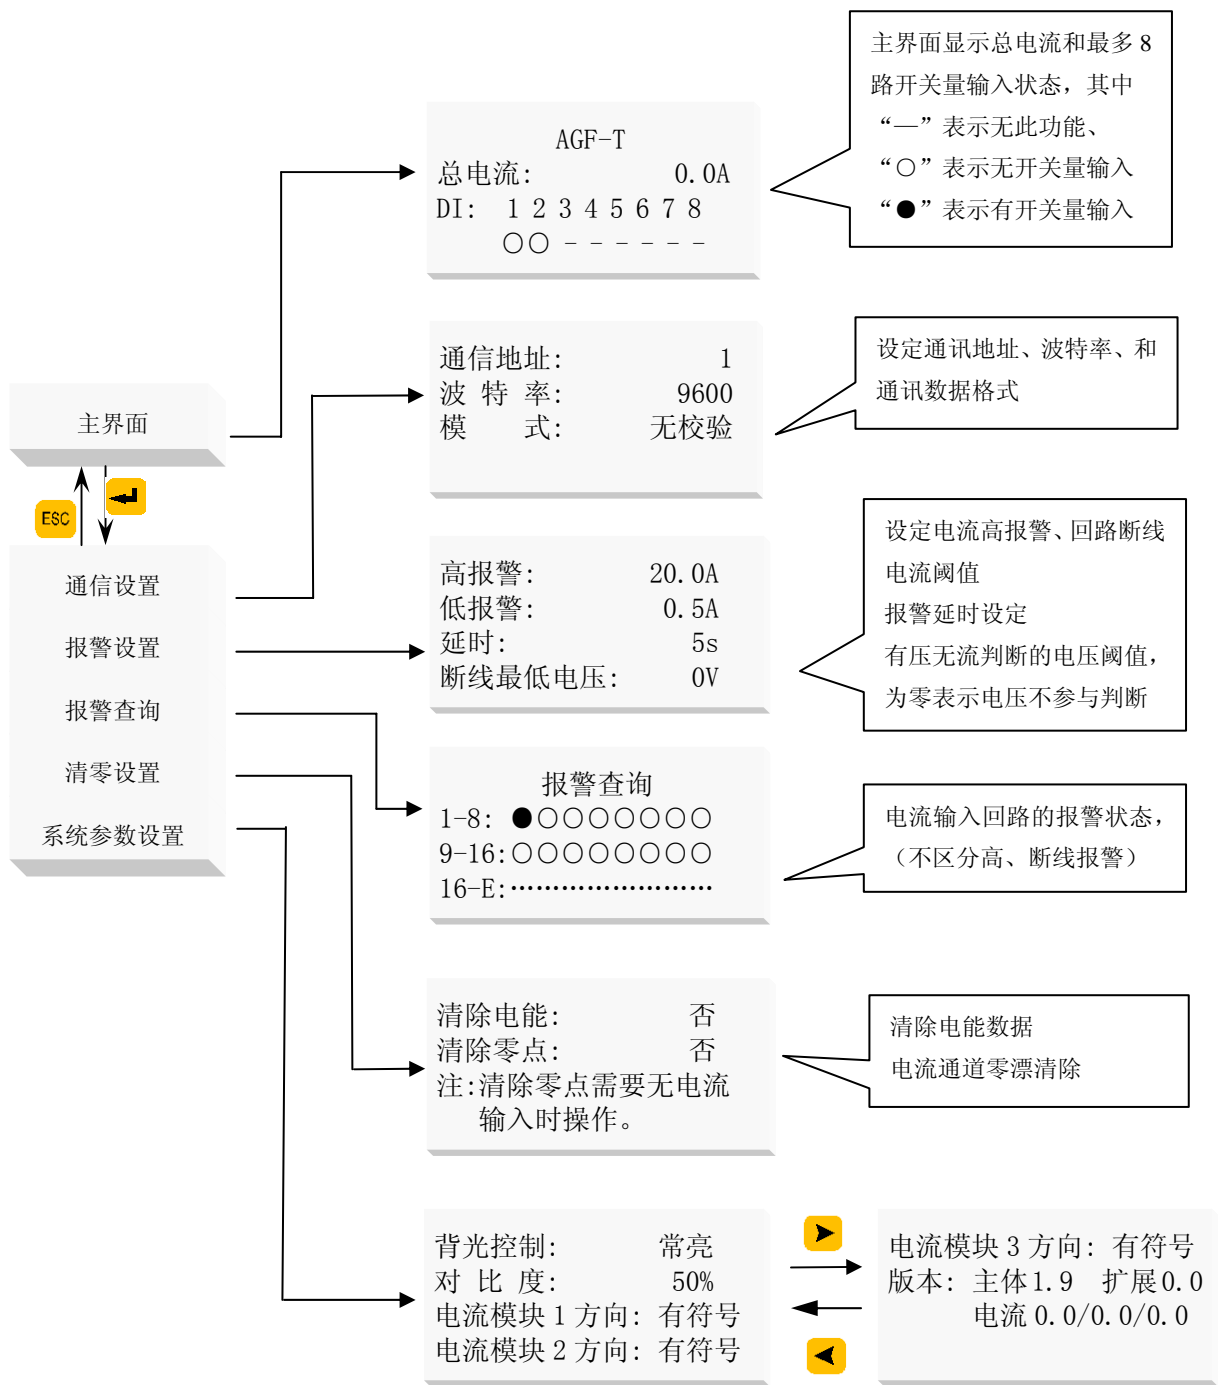 主界面显示总电流和最多 8
路开关量输入状态，其中
“—”表示无此功能、
“○”表示无开关量输入
“●”表示有开关量输入
AGF-T
总电流: 0.0A
DI: 1 2 3 4 5 6 7 8
○○ - - - - - -
设定通讯地址、波特率、和
通讯数据格式
通信地址: 1
波 特 率: 9600
模 式: 无校验
主界面
ESC
通信设置
报警设置
报警查询
清零设置
系统参数设置
设定电流高报警、回路断线
电流阈值
报警延时设定
有压无流判断的电压阈值，
为零表示电压不参与判断
高报警: 20.0A
低报警: 0.5A
延时: 5s
断线最低电压: 0V
报警查询
1-8: ●○○○○○○○
9-16:○○○○○○○○
16-E:⋯⋯⋯⋯⋯⋯⋯⋯
电流输入回路的报警状态，
（不区分高、断线报警）
清除电能: 否
清除零点: 否
注:清除零点需要无电流
输入时操作。
清除电能数据
电流通道零漂清除
背光控制: 常亮
对 比 度: 50%
电流模块 1 方向: 有符号
电流模块 2 方向: 有符号
电流模块 3 方向: 有符号
版本: 主体1.9 扩展0.0
电流 0.0/0.0/0.0